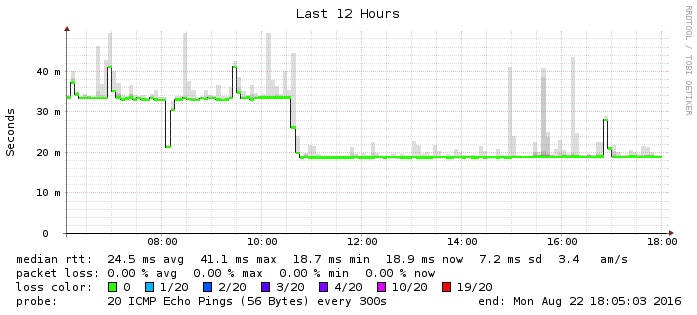 Last 12 Hours
RRDTOOL / TOBI OETIKER
Seconds
40 m
30 m
20 m
10 m
0
08:00 10:00 12:00 14:00 16:00 18:00
median rtt: 24.5 ms avg 41.1 ms max 18.7 ms min 18.9 ms now 7.2 ms sd 3.4 am/s
packet loss: 0.00 % avg 0.00 % max 0.00 % min 0.00 % now
loss color: 0 1/20 2/20 3/20 4/20 10/20 19/20
probe: 20 ICMP Echo Pings (56 Bytes) every 300s end: Mon Aug 22 18:05:03 2016